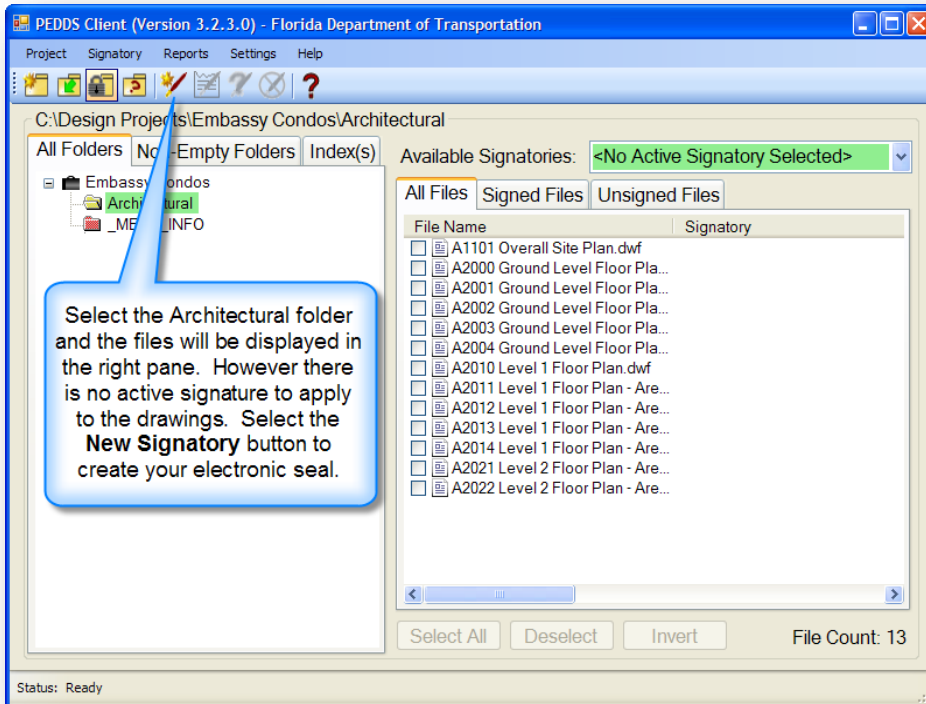 PEDDS Client (Version 3.2.3.0) - Florida Department of Transportation
Project Signatory Reports Settings Help
?
C:\Design Projects\Embassy Condos\Architectural
All Folders Empty Folders Index(s)
Available Signatories: <No Active Signatory Selected>
Embassy Condos
Architectural
INFO
All Files Signed Files Unsigned Files
File Name Signatory
A1101 Overall Site Plan.dwf
A2000 Ground Level Floor Pla...
A2001 Ground Level Floor Pla...
A2002 Ground Level Floor Pla...
A2003 Ground Level Floor Pla...
A2004 Ground Level Floor Pla...
A2010 Level 1 Floor Plan.dwf
A2011 Level 1 Floor Plan - Are...
A2012 Level 1 Floor Plan - Are...
A2013 Level 1 Floor Plan - Are...
A2014 Level 1 Floor Plan - Are...
A2021 Level 2 Floor Plan - Are...
A2022 Level 2 Floor Plan - Are...
Select the Architectural folder
and the files will be displayed in
the right pane. However there
is no active signature to apply
to the drawings. Select the
New Signatory button to
create your electronic seal.
Select All Deselect Invert File Count: 13
Status: Ready